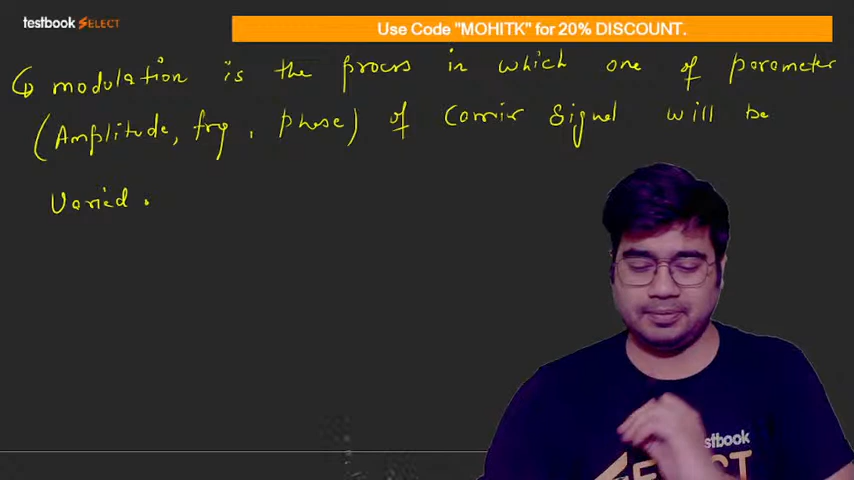 testbook SELECT
Use Code "MOHITK" for 20% DISCOUNT.
modulation is the process in which one of parameter
(Amplitude, frq, phase) of Carrier Signal will be
Varied.
testbook